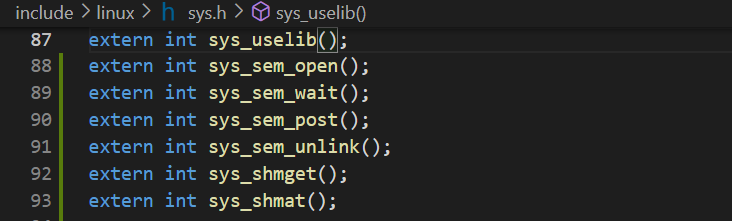 include > linux > h sys.h > sys_uselib()
87 extern int sys_uselib();
88 extern int sys_sem_open();
89 extern int sys_sem_wait();
90 extern int sys_sem_post();
91 extern int sys_sem_unlink();
92 extern int sys_shmget();
93 extern int sys_shmat();